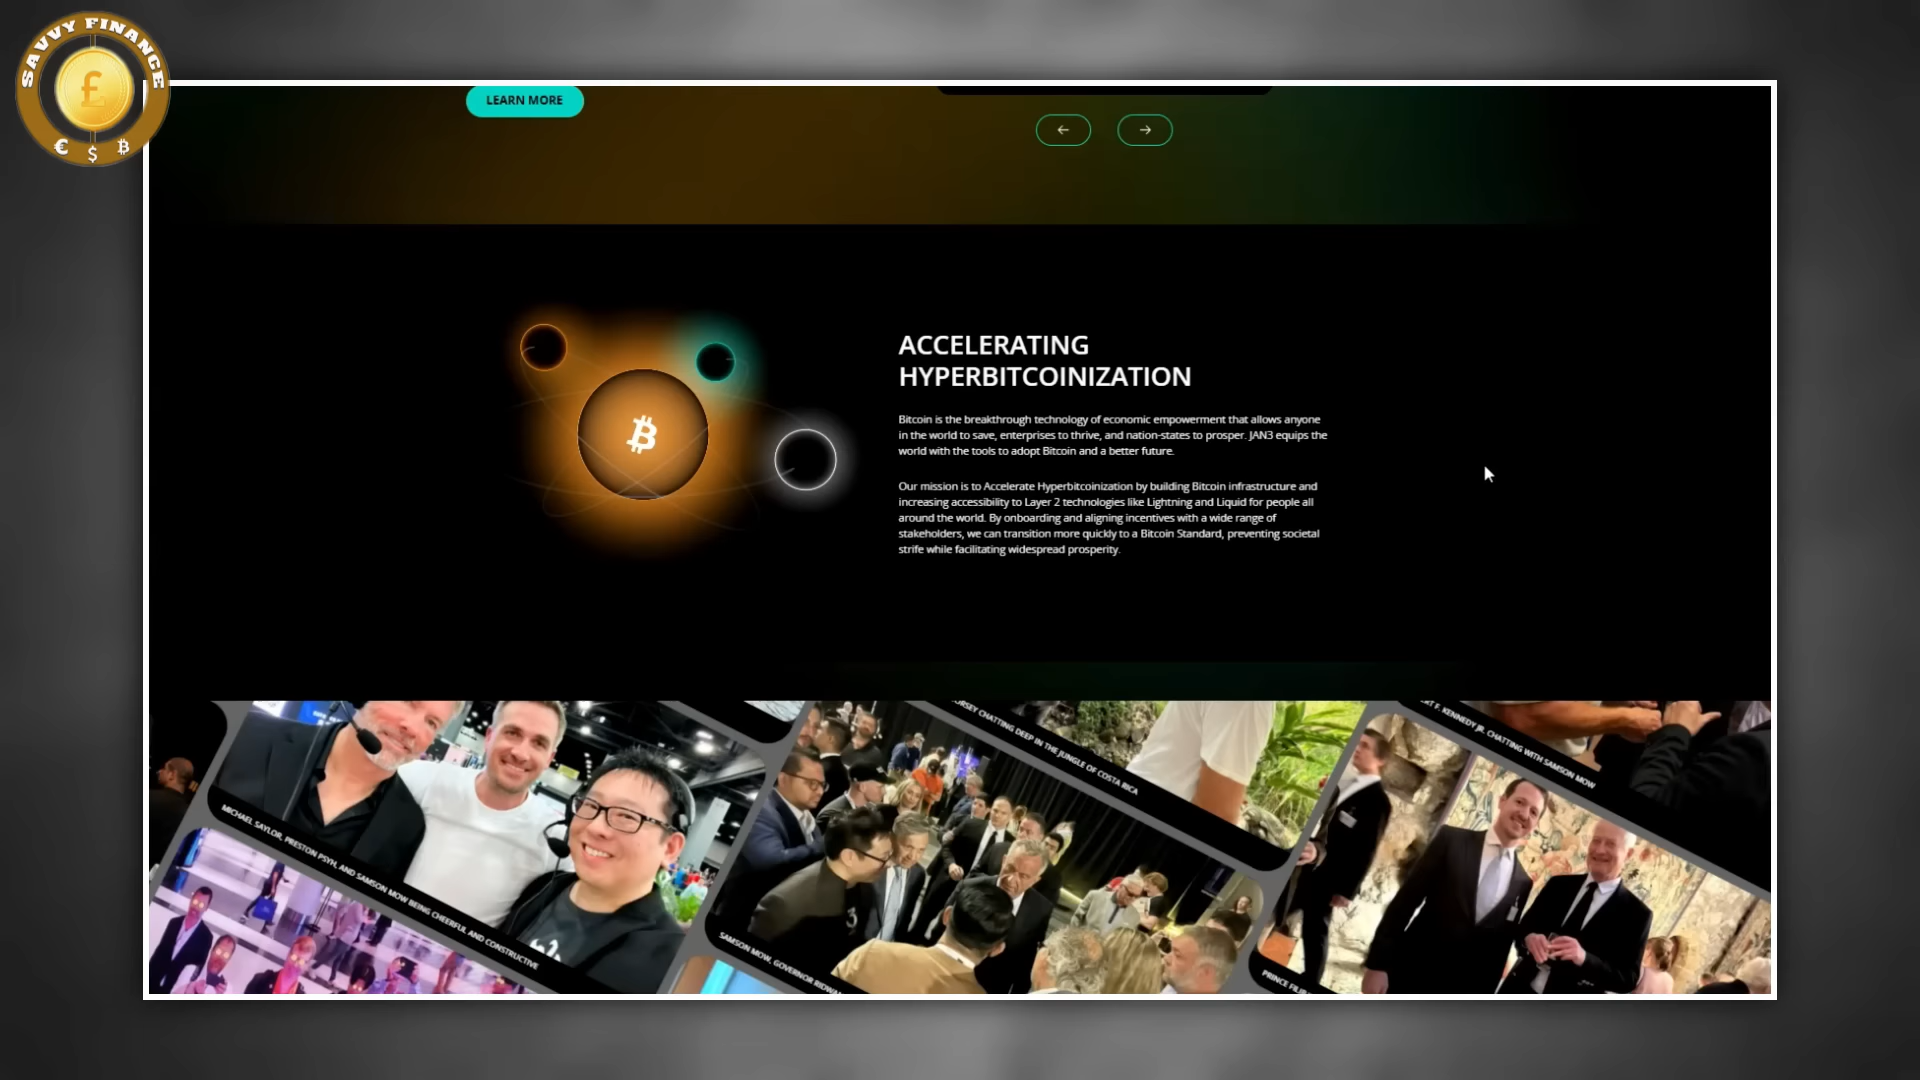 SAVVY FINANCE
£
€ $ ₿
LEARN MORE
ACCELERATING
HYPERBITCOINIZATION
Bitcoin is the breakthrough technology of economic empowerment that allows anyone
in the world to save, enterprises to thrive, and nation-states to prosper. JAN3 equips the
world with the tools to adopt Bitcoin and a better future.
Our mission is to Accelerate Hyperbitcoinization by building Bitcoin infrastructure and
increasing accessibility to Layer 2 technologies like Lightning and Liquid for people all
around the world. By onboarding and aligning incentives with a wide range of
stakeholders, we can transition more quickly to a Bitcoin Standard, preventing societal
strife while facilitating widespread prosperity.
CHATTING DEEP IN THE JUNGLE OF COSTA RICA
F. KENNEDY JR. CHATTING WITH SAMSON MOW
MICHAEL SAYLOR, PRESTON PSYH, AND SAMSON MOW BEING CHEERFUL AND CONSTRUCTIVE
SAMSON MOW, GOVERNOR
PRINCE